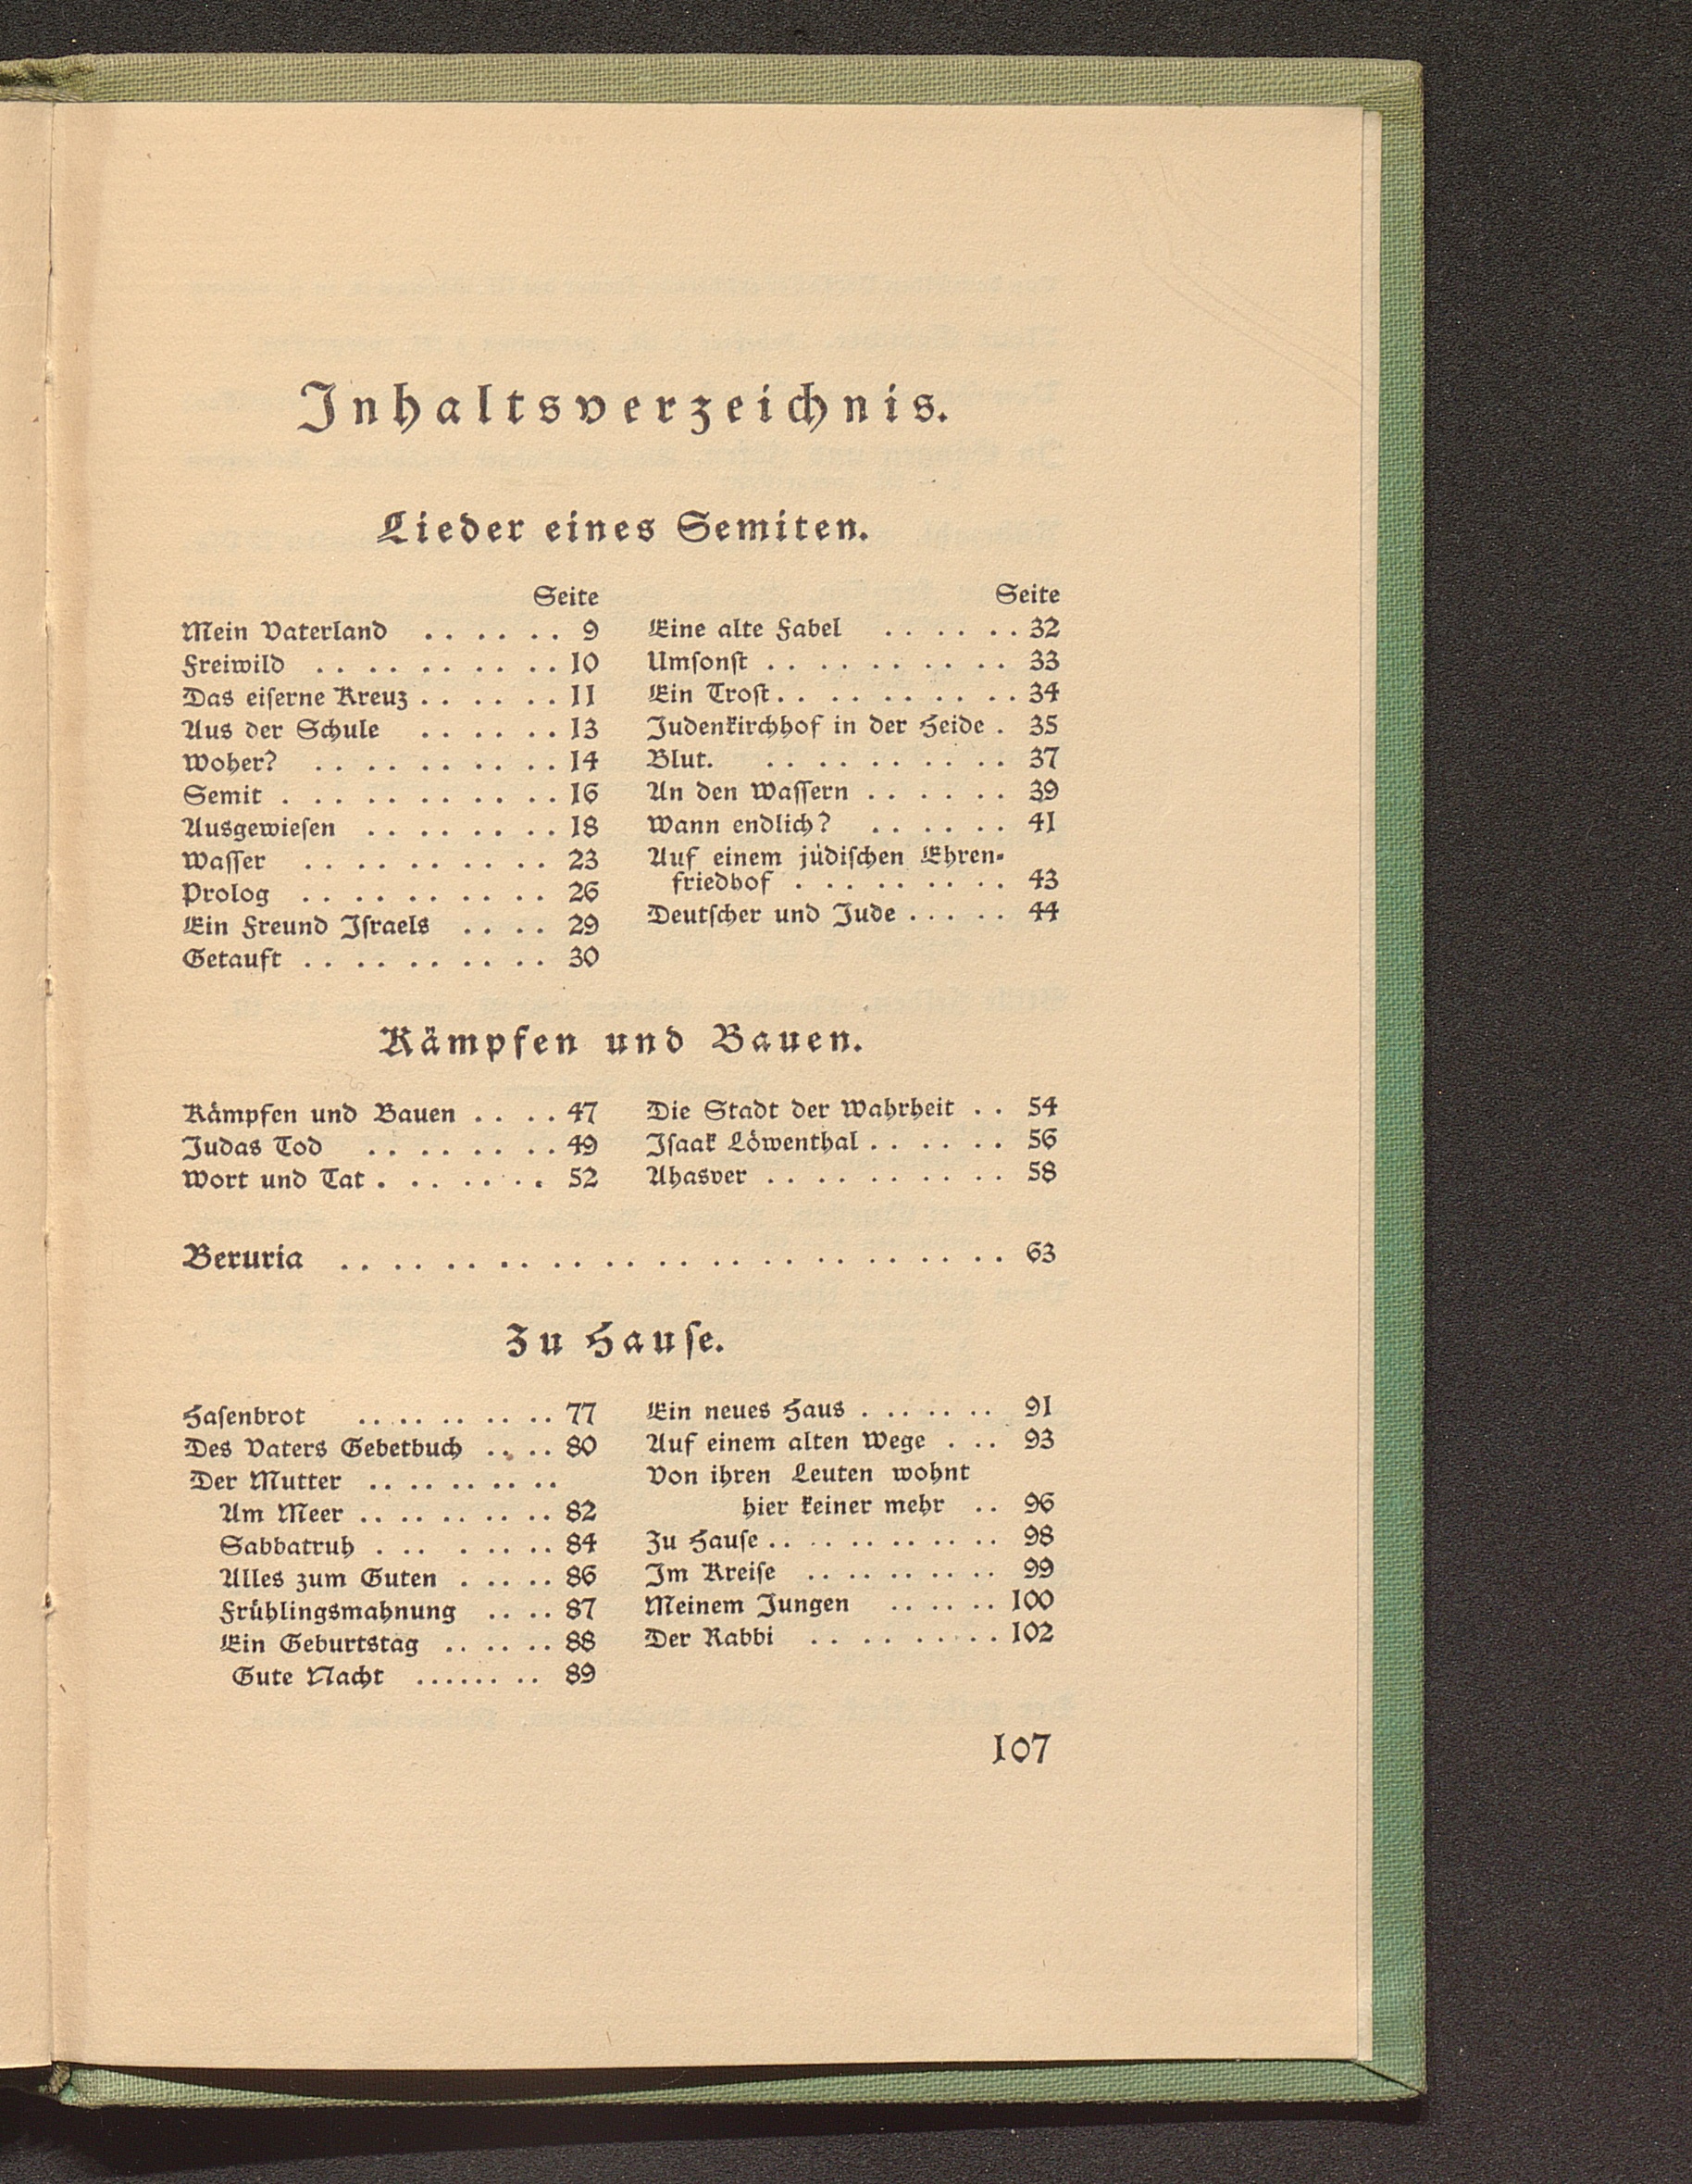 Inhaltsverzeichnis.
Lieder eines Semiten.
Seite
Mein Vaterland . . . . . . 9
Freiwild . . . . . . . . . . 10
Das eiſerne Kreuz . . . . . . 11
Aus der Schule . . . . . . 13
Woher? . . . . . . . . . . 14
Semit . . . . . . . . . . . 16
Ausgewieſen . . . . . . . . 18
Waſſer . . . . . . . . . . 23
Prolog . . . . . . . . . . 26
Ein Freund Iſraels . . . . 29
Getauft . . . . . . . . . . 30
Seite
Eine alte Fabel . . . . . . 32
Umſonſt . . . . . . . . . . 33
Ein Troſt . . . . . . . . . . 34
Judenkirchhof in der Heide . 35
Blut. . . . . . . . . . . 37
An den Waſſern . . . . . . 39
Wann endlich? . . . . . . 41
Auf einem jüdiſchen Ehren-
friedhof . . . . . . . . 43
Deutſcher und Jude . . . . . 44
Kämpfen und Bauen.
Kämpfen und Bauen . . . . 47
Judas Tod . . . . . . . . 49
Wort und Tat . . . . . . . 52
Die Stadt der Wahrheit . . 54
Iſaak Löwenthal . . . . . . 56
Ahasver . . . . . . . . . . 58
Beruria . . . . . . . . . . . . . . . . . . . . . . . . . . 63
Zu Hauſe.
Haſenbrot . . . . . . . . . . 77
Des Vaters Gebetbuch . . . . 80
Der Mutter . . . . . . . . . .
Am Meer . . . . . . . . . . 82
Sabbatruh . . . . . . . . 84
Alles zum Guten . . . . . 86
Frühlingsmahnung . . . . 87
Ein Geburtstag . . . . . . 88
Gute Nacht . . . . . . . . 89
Ein neues Haus . . . . . . 91
Auf einem alten Wege . . . 93
Von ihren Leuten wohnt
hier keiner mehr . . 96
Zu Hauſe . . . . . . . . . . . 98
Im Kreiſe . . . . . . . . . 99
Meinem Jungen . . . . . . 100
Der Rabbi . . . . . . . . . 102
107